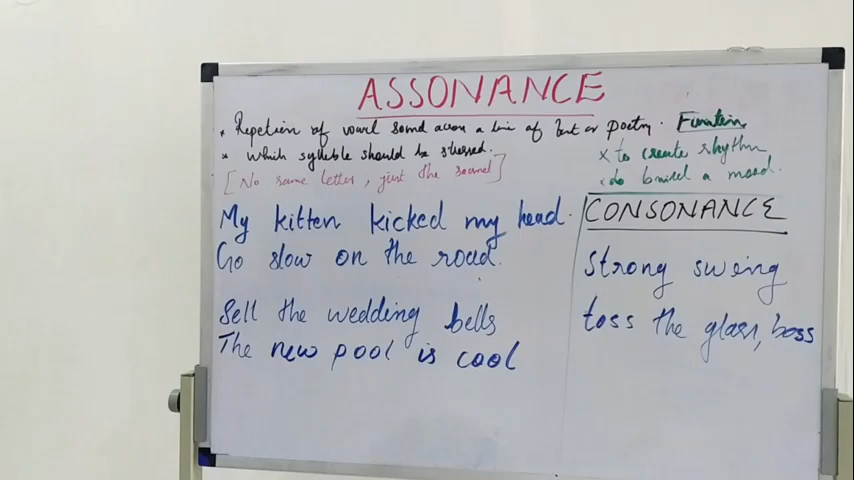 ASSONANCE
* Repetion of vowel sound across a line of text or poetry.
* which syllable should be stressed.
[No same letter, just the sound]
Function
x to create rhythm
x to build a mood.
My kitten kicked my head.
Go slow on the road.
Sell the wedding bells
The new pool is cool
CONSONANCE
Strong swing
toss the glass, boss